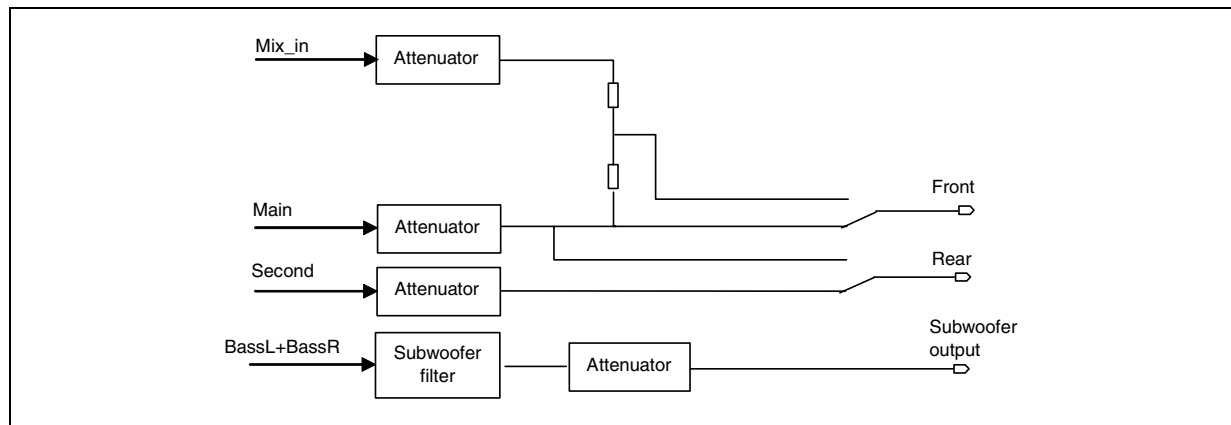 Mix_in
Attenuator
Main
Attenuator
Front
Second
Attenuator
Rear
BassL+BassR
Subwoofer
filter
Attenuator
Subwoofer
output